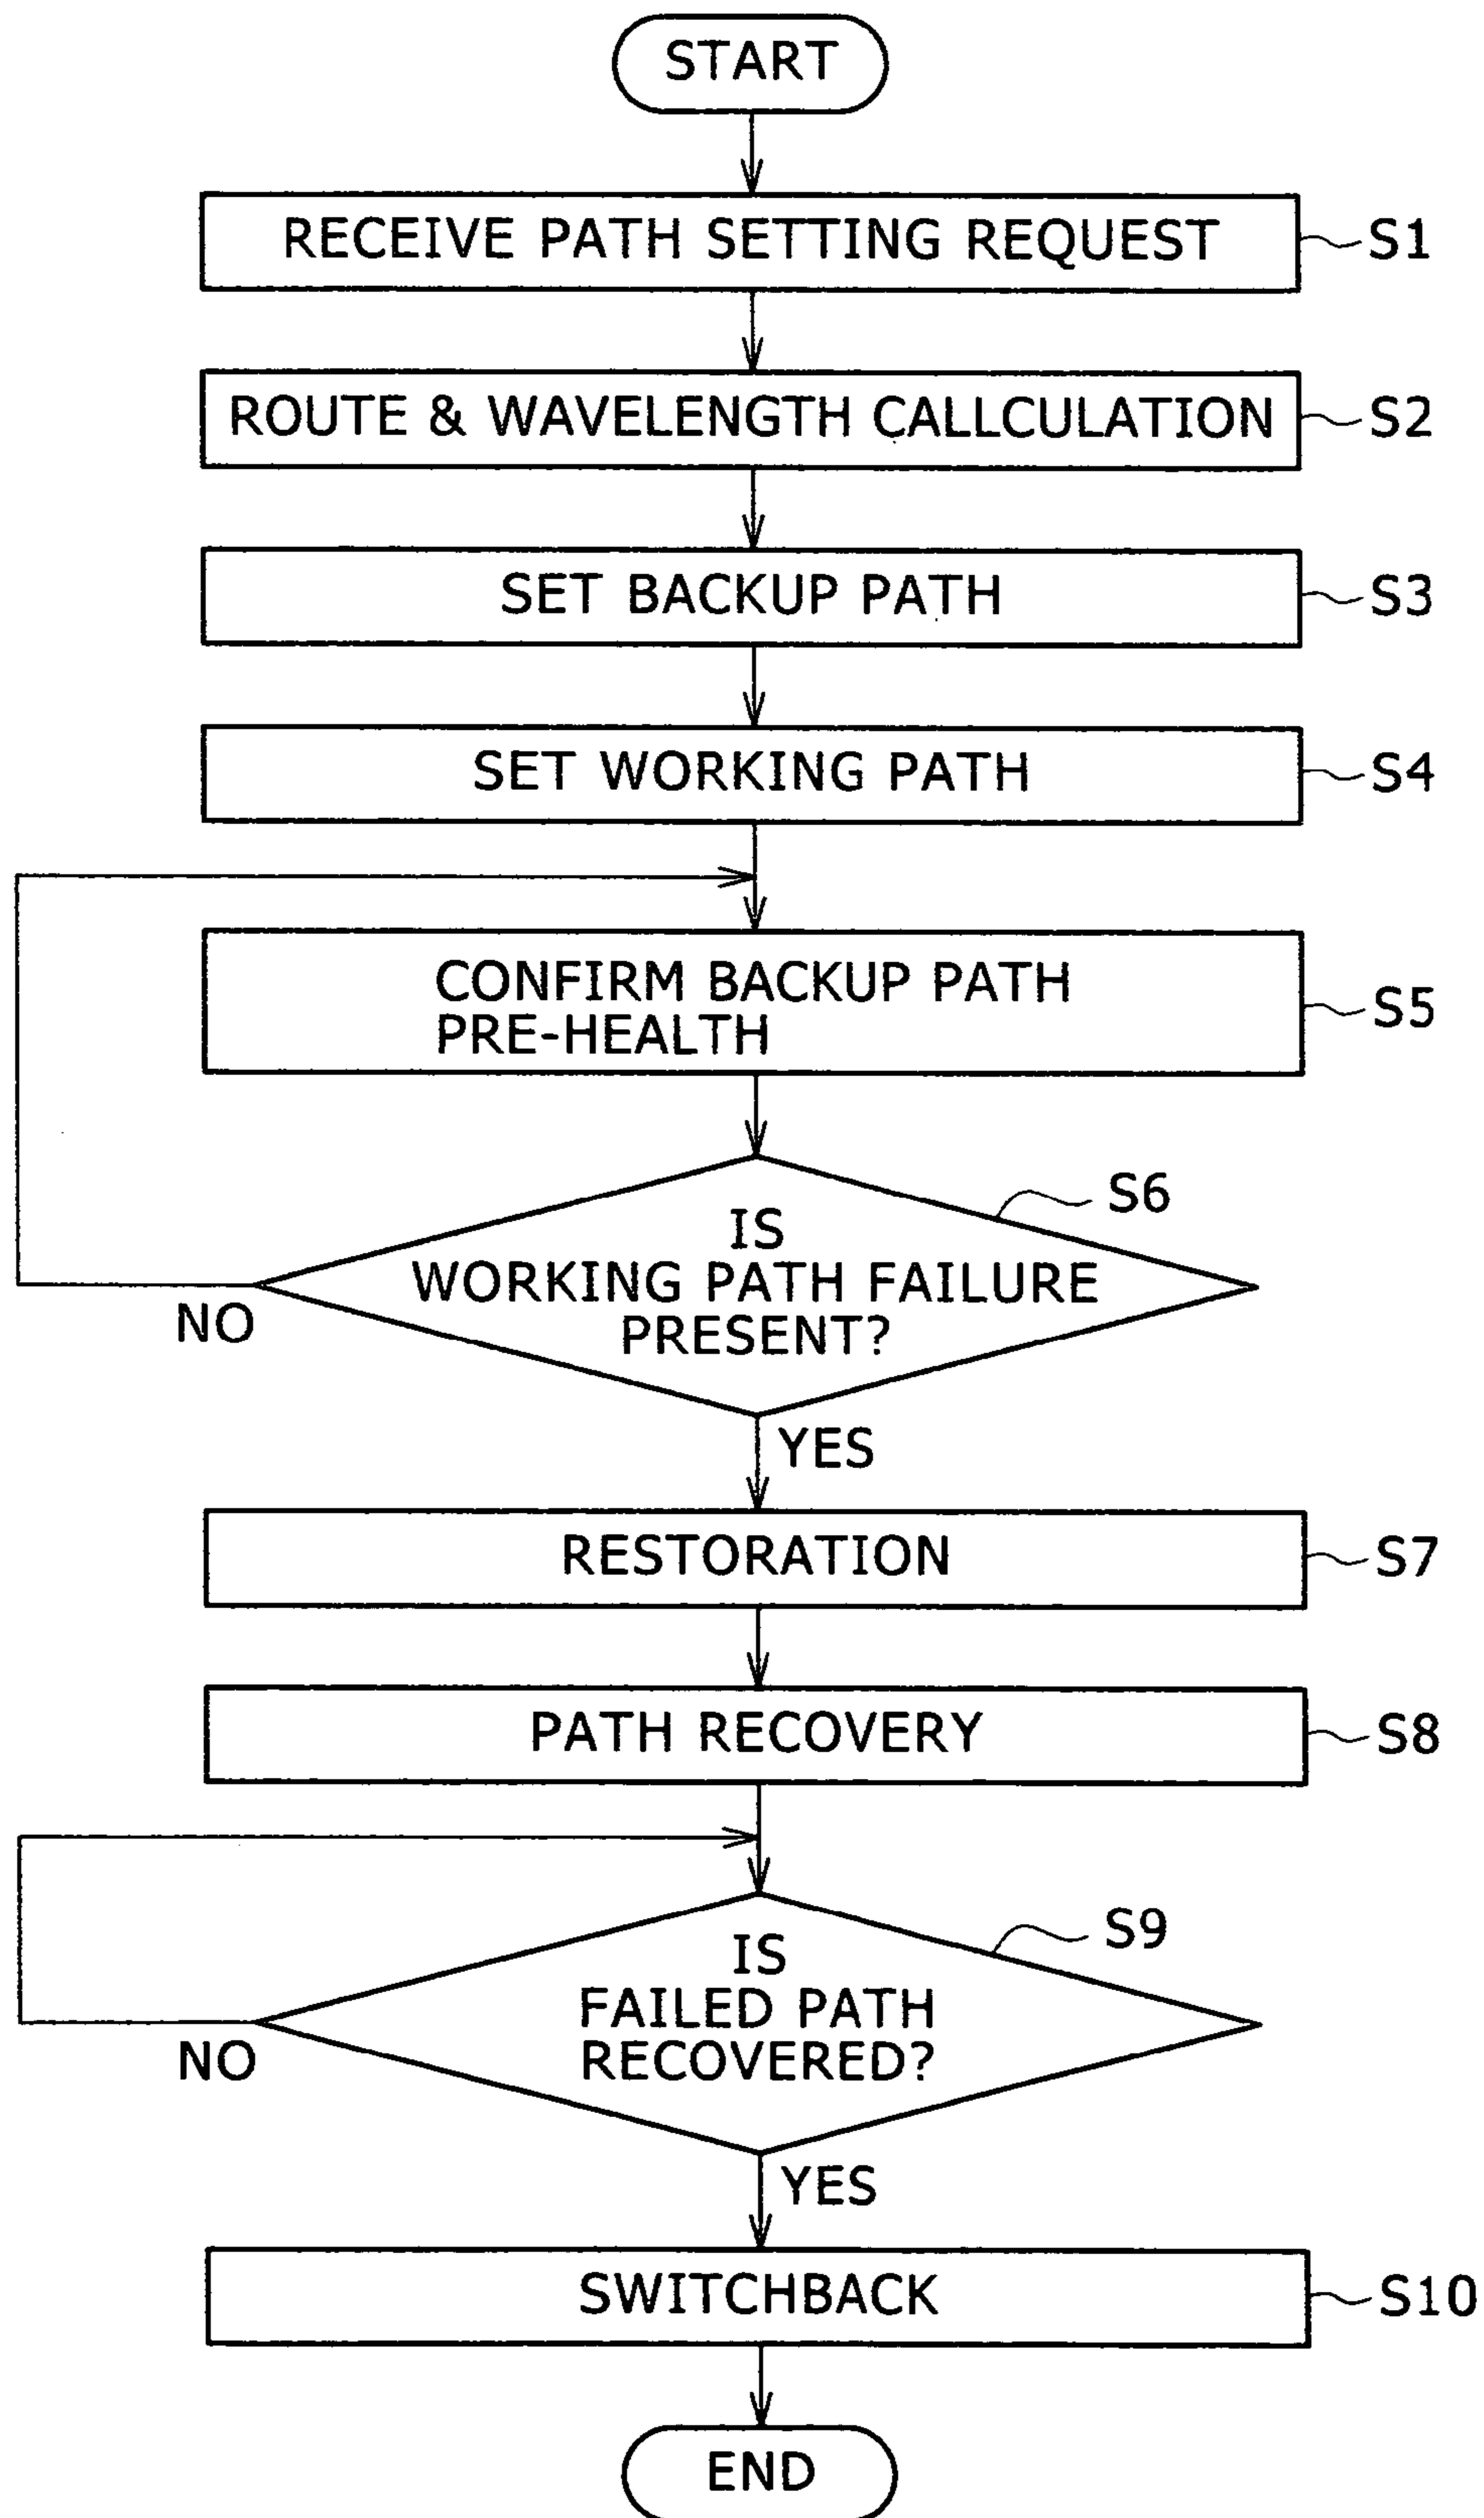 START
RECEIVE PATH SETTING REQUEST
S1
ROUTE & WAVELENGTH CALLCULATION
S2
SET BACKUP PATH
S3
SET WORKING PATH
S4
CONFIRM BACKUP PATH
PRE-HEALTH
S5
S6
IS
WORKING PATH FAILURE
PRESENT?
NO
YES
RESTORATION
S7
PATH RECOVERY
S8
S9
IS
FAILED PATH
RECOVERED?
NO
YES
SWITCHBACK
S10
END